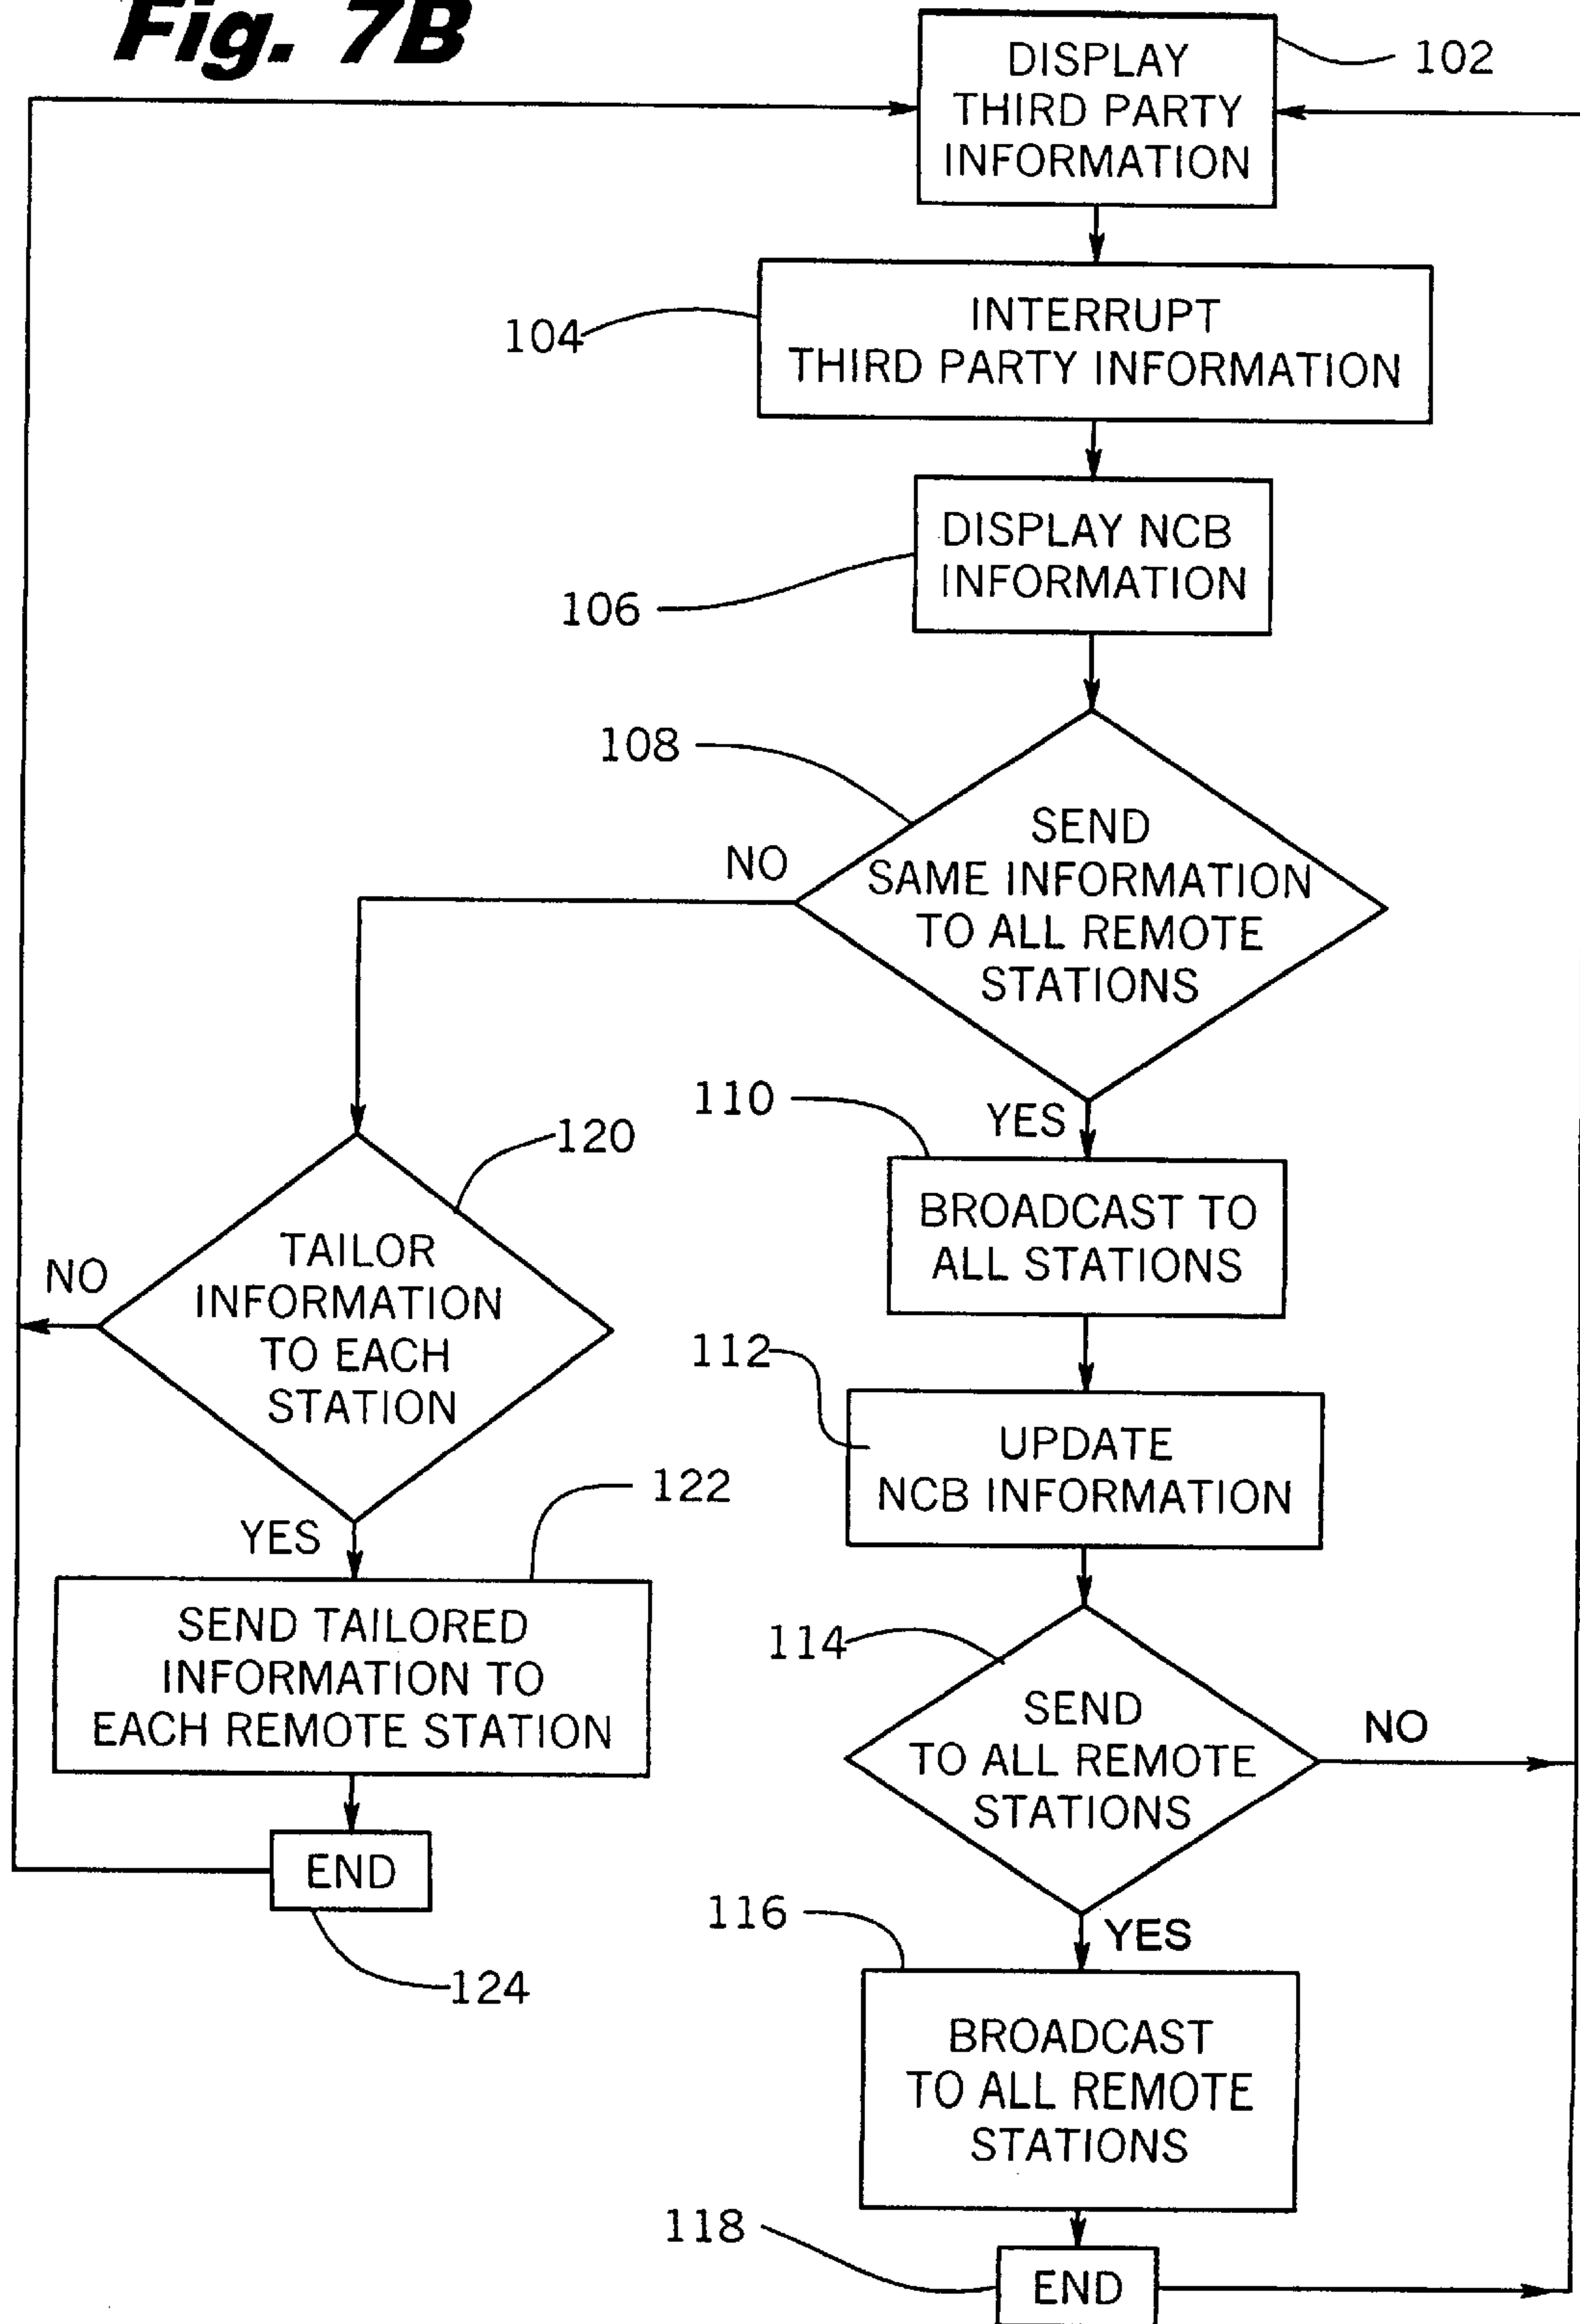 Fig. 7B
DISPLAY
THIRD PARTY
INFORMATION
102
INTERRUPT
THIRD PARTY INFORMATION
104
DISPLAY NCB
INFORMATION
106
108
SEND
SAME INFORMATION
TO ALL REMOTE
STATIONS
NO
YES
110
BROADCAST TO
ALL STATIONS
120
TAILOR
INFORMATION
TO EACH
STATION
NO
YES
112
UPDATE
NCB INFORMATION
122
SEND TAILORED
INFORMATION TO
EACH REMOTE STATION
114
SEND
TO ALL REMOTE
STATIONS
NO
YES
END
124
116
BROADCAST
TO ALL REMOTE
STATIONS
118
END